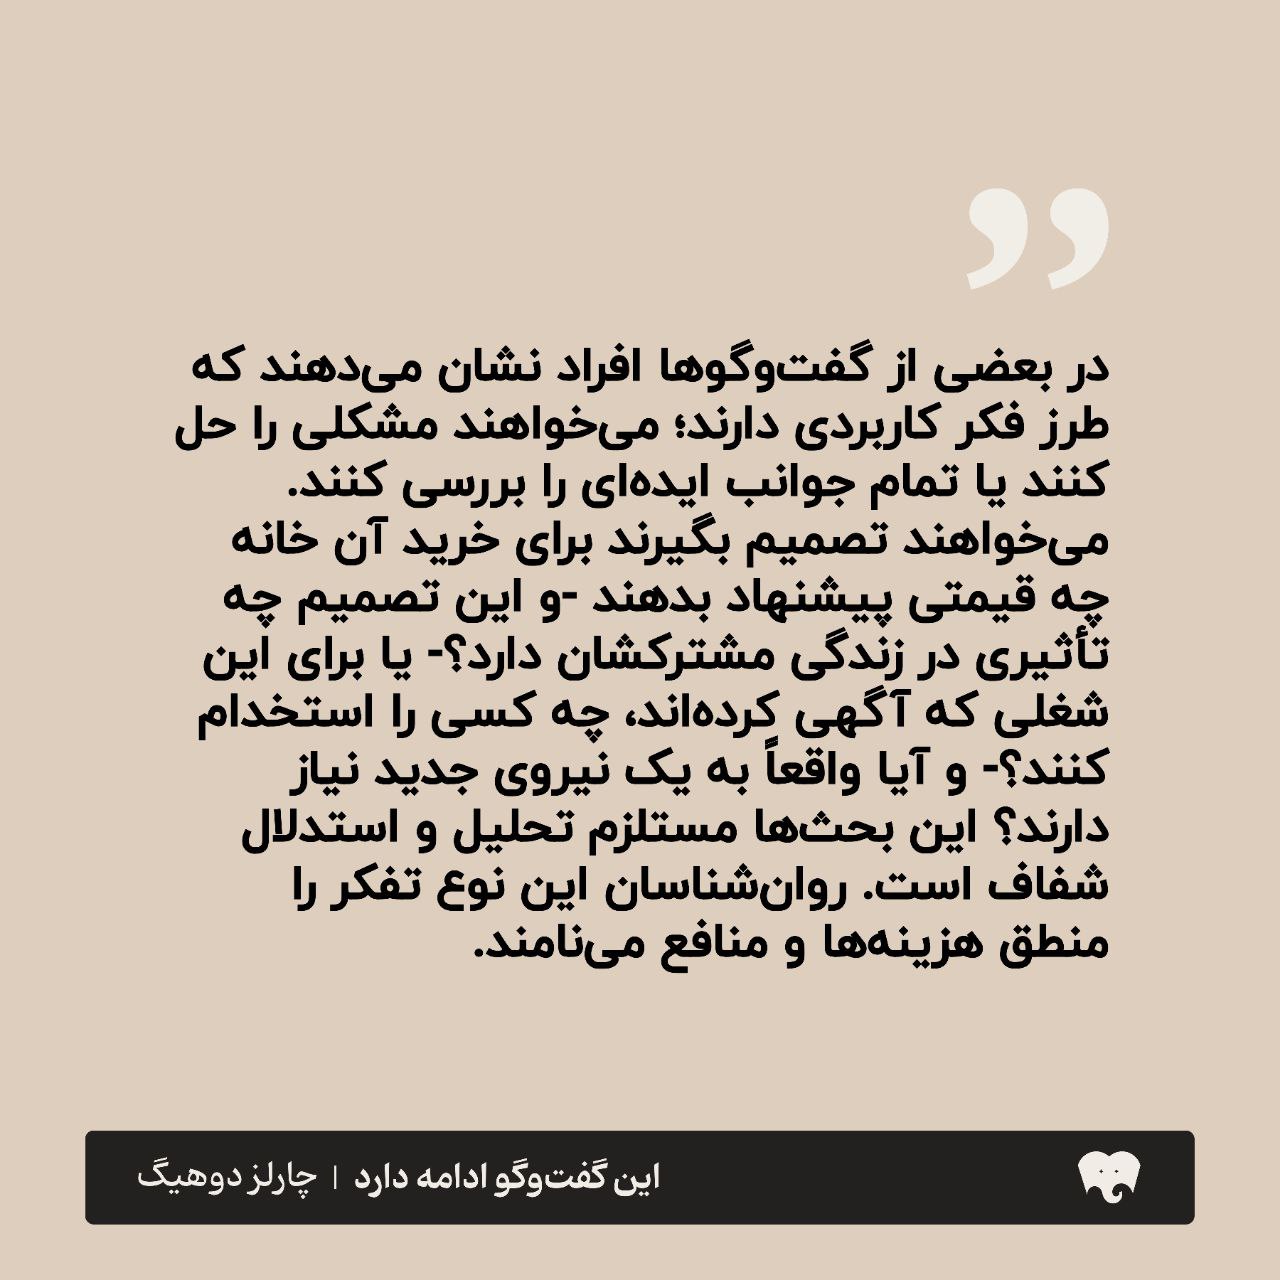 ”
در بعضی از گفت‌وگوها افراد نشان می‌دهند که
طرز فکر کاربردی دارند؛ می‌خواهند مشکلی را حل
کنند یا تمام جوانب ایده‌ای را بررسی کنند.
می‌خواهند تصمیم بگیرند برای خرید آن خانه
چه قیمتی پیشنهاد بدهند -و این تصمیم چه
تأثیری در زندگی مشترکشان دارد؟- یا برای این
شغلی که آگهی کرده‌اند، چه کسی را استخدام
کنند؟- و آیا واقعاً به یک نیروی جدید نیاز
دارند؟ این بحث‌ها مستلزم تحلیل و استدلال
شفاف است. روان‌شناسان این نوع تفکر را
منطق هزینه‌ها و منافع می‌نامند.
این گفت‌وگو ادامه دارد | چارلز دوهیگ